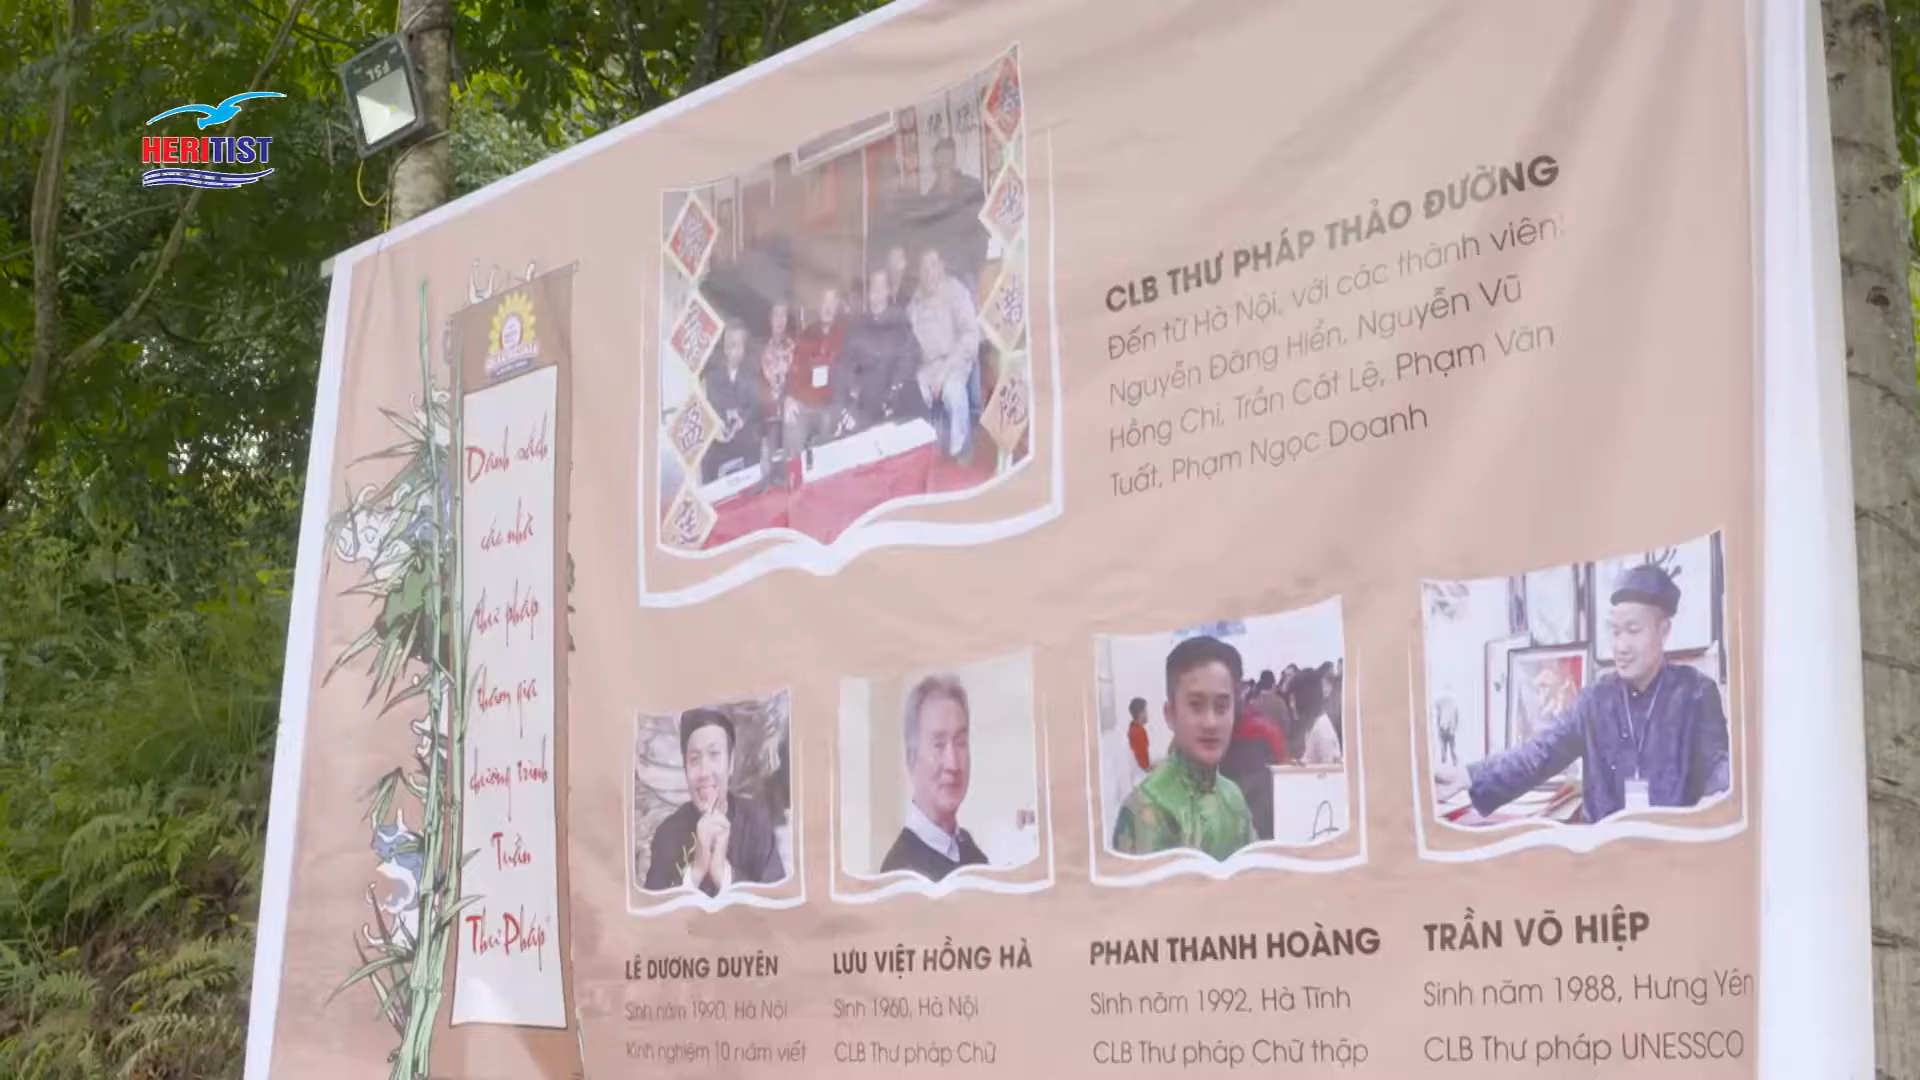 HERITIST
FSL
CLB THƯ PHÁP THẢO ĐƯỜNG
Đến từ Hà Nội, với các thành viên:
Nguyễn Đăng Hiển, Nguyễn Vũ
Hồng Chi, Trần Cát Lệ, Phạm Văn
Tuất, Phạm Ngọc Doanh
Danh sách
các nhà
thư pháp
tham gia
chương trình
Tuần
Thư Pháp"
LÊ DƯƠNG DUYÊN
Sinh năm 1990, Hà Nội
Kinh nghiệm 10 năm viết
LƯU VIỆT HỒNG HÀ
Sinh 1960, Hà Nội
CLB Thư pháp Chữ
PHAN THANH HOÀNG
Sinh năm 1992, Hà Tĩnh
CLB Thư pháp Chữ thập
TRẦN VÕ HIỆP
Sinh năm 1988, Hưng Yên
CLB Thư pháp UNESSCO